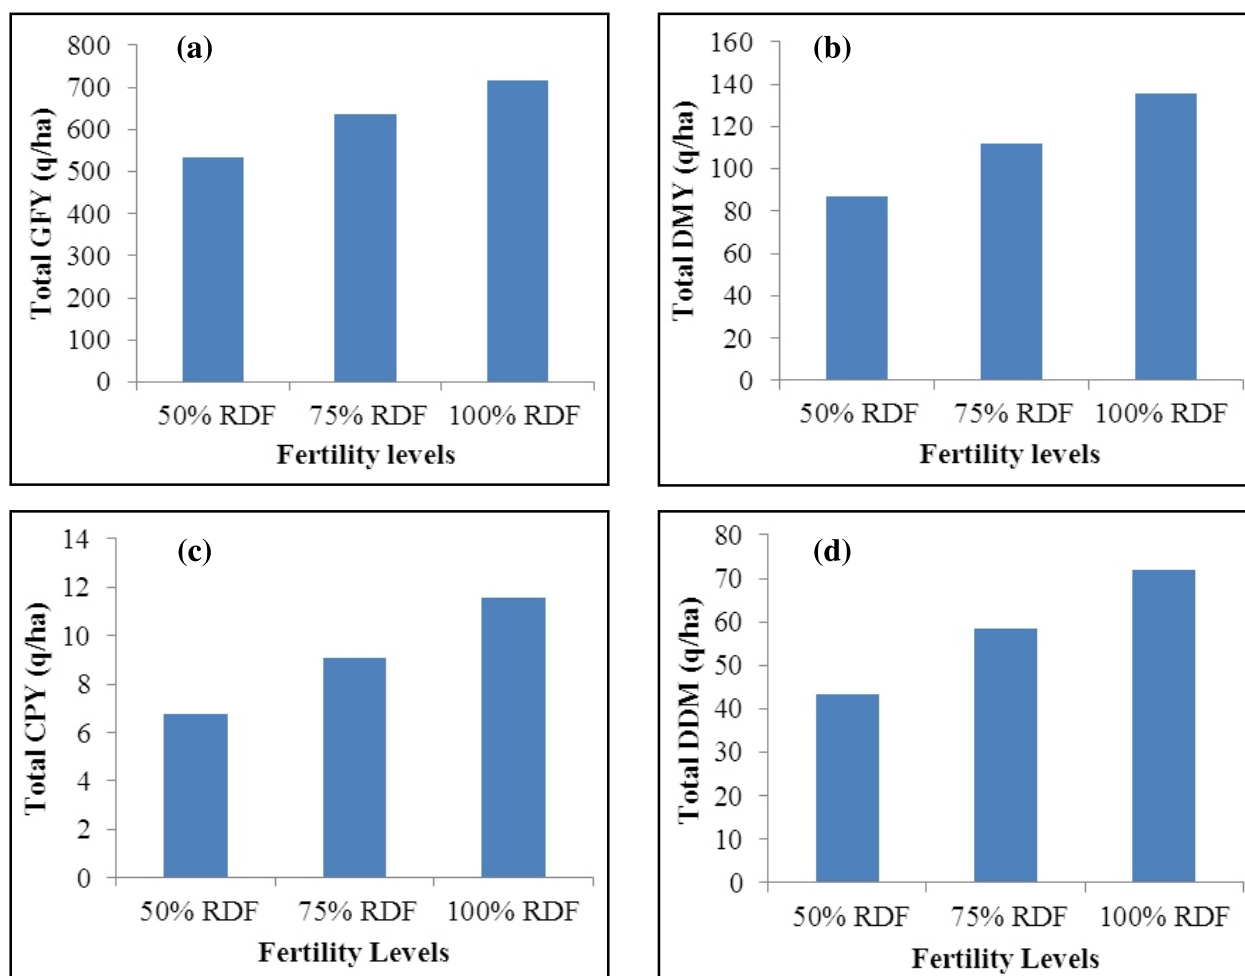 (a)
Total GFY (q/ha)
800
700
600
500
400
300
200
100
0
50% RDF 75% RDF 100% RDF
Fertility levels
(b)
Total DMY (q/ha)
160
140
120
100
80
60
40
20
0
50% RDF 75% RDF 100% RDF
Fertility levels
(c)
Total CPY (q/ha)
14
12
10
8
6
4
2
0
50% RDF 75% RDF 100% RDF
Fertility Levels
(d)
Total DDM (q/ha)
80
70
60
50
40
30
20
10
0
50% RDF 75% RDF 100% RDF
Fertility Levels